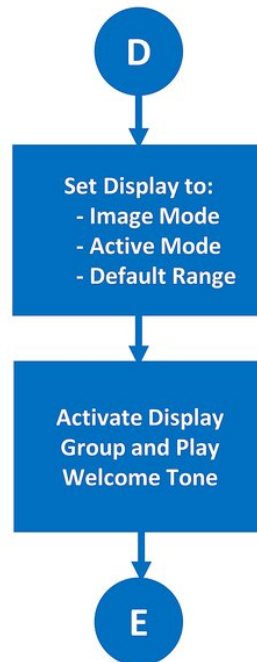 D
Set Display to:
- Image Mode
- Active Mode
- Default Range
Activate Display
Group and Play
Welcome Tone
E